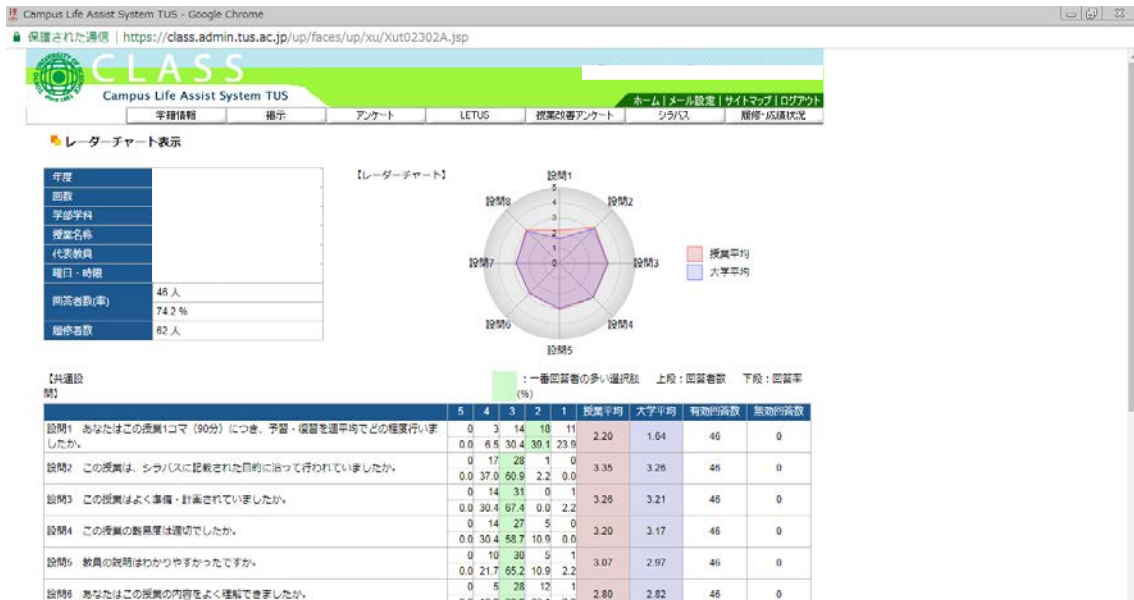 Campus Life Assist System TUS - Google Chrome
保護された通信 | https://class.admin.tus.ac.jp/up/faces/up/xu/Xut02302A.jsp
CLASS
Campus Life Assist System TUS
ホーム | メール設定 | サイトマップ | ログアウト
学籍情報 掲示 アンケート LETUS 授業改善アンケート シラバス 履修・成績状況
レーダーチャート表示
年度
回数
学部学科
授業名称
代表教員
曜日・時限
回答者数(率) 46 人
74.2 %
履修者数 62 人
【レーダーチャート】
設問1
設問2
設問3
設問4
設問5
設問6
設問7
設問8
5
4
3
2
1
0
授業平均
大学平均
【共通設問】
:一番回答者の多い選択肢 上段:回答者数 下段:回答率(%)
5 4 3 2 1 授業平均 大学平均 有効回答数 無効回答数
設問1 あなたはこの授業1コマ（90分）につき、予習・復習を週平均でどの程度行いましたか。
0 3 14 18 11 2.20 1.64 46 0
0.0 6.5 30.4 39.1 23.9
設問2 この授業は、シラバスに記載された目的に沿って行われていましたか。
0 17 28 1 0 3.35 3.26 46 0
0.0 37.0 60.9 2.2 0.0
設問3 この授業はよく準備・計画されていましたか。
0 14 31 0 1 3.26 3.21 46 0
0.0 30.4 67.4 0.0 2.2
設問4 この授業の難易度は適切でしたか。
0 14 27 5 0 3.20 3.17 46 0
0.0 30.4 58.7 10.9 0.0
設問5 教員の説明はわかりやすかったですか。
0 10 30 5 1 3.07 2.97 46 0
0.0 21.7 65.2 10.9 2.2
設問6 あなたはこの授業の内容をよく理解できましたか。
0 5 28 12 1 2.80 2.82 46 0